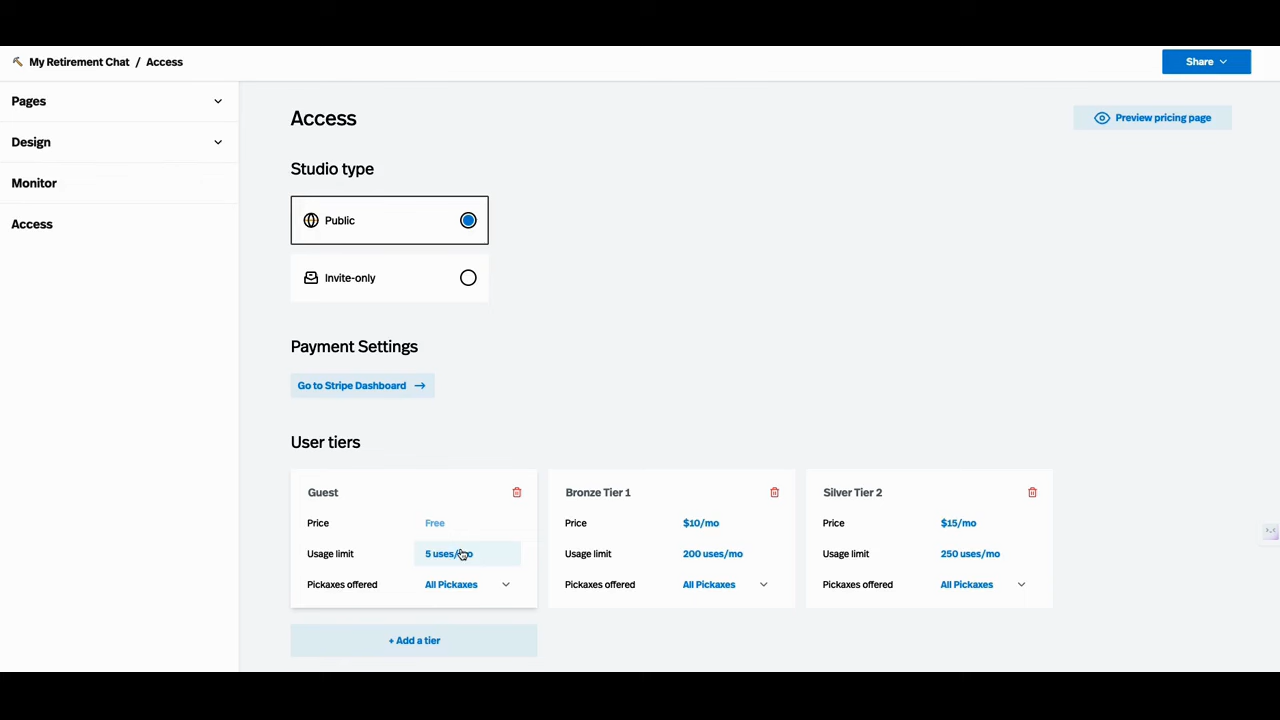 My Retirement Chat / Access
Share
Pages
Design
Monitor
Access
Access
Preview pricing page
Studio type
Public
Invite-only
Payment Settings
Go to Stripe Dashboard →
User tiers
Guest
Price Free
Usage limit 5 uses/mo
Pickaxes offered All Pickaxes
Bronze Tier 1
Price $10/mo
Usage limit 200 uses/mo
Pickaxes offered All Pickaxes
Silver Tier 2
Price $15/mo
Usage limit 250 uses/mo
Pickaxes offered All Pickaxes
+ Add a tier